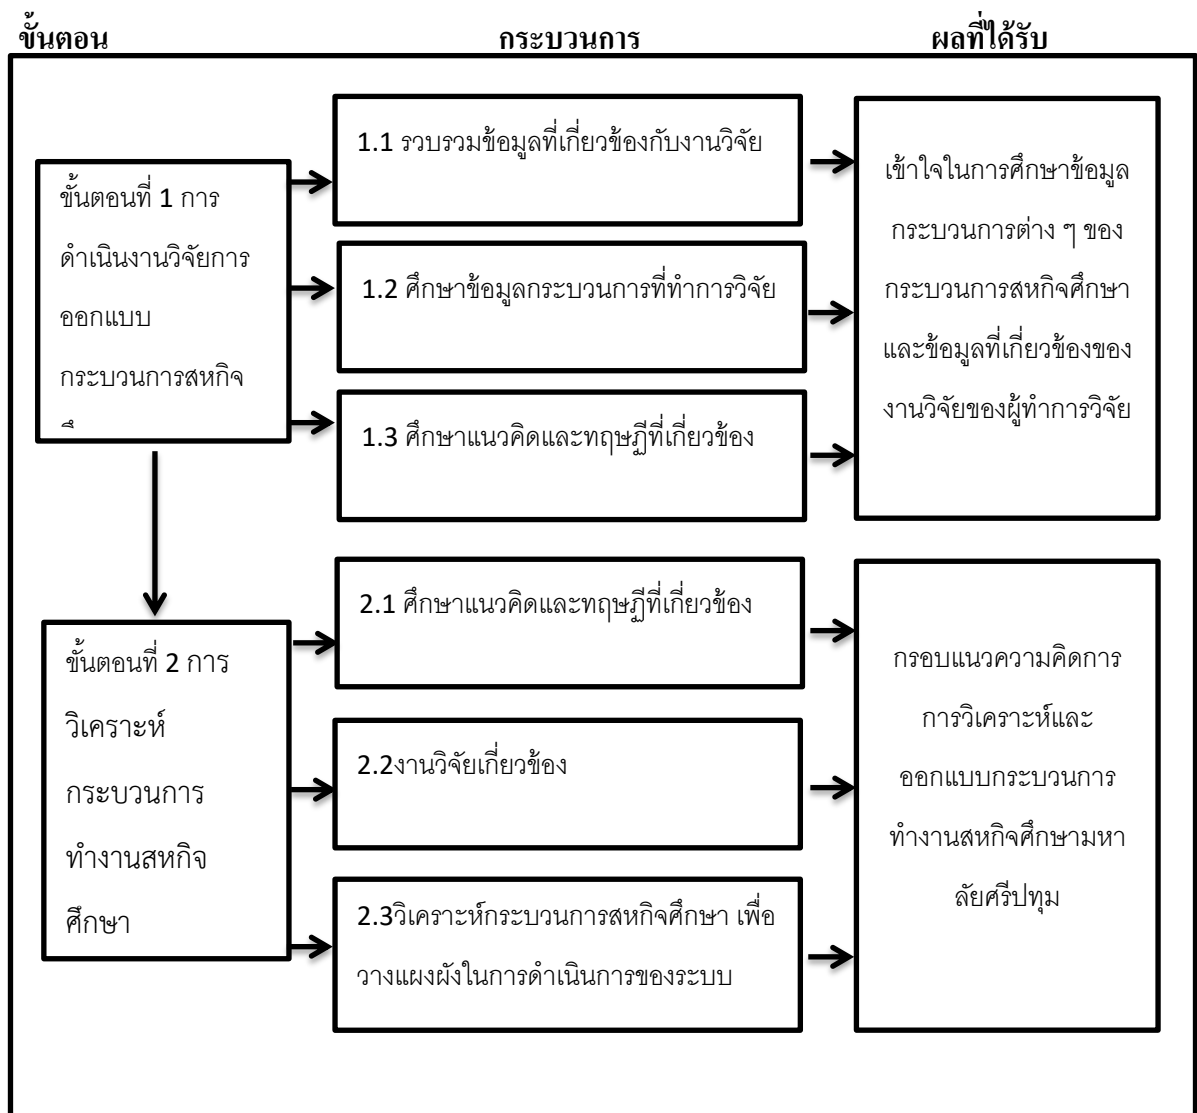 ขั้นตอน กระบวนการ ผลที่ได้รับ
ขั้นตอนที่ 1 การ
ดำเนินงานวิจัยการ
ออกแบบ
กระบวนการสหกิจ
1.1 รวบรวมข้อมูลที่เกี่ยวข้องกับงานวิจัย
1.2 ศึกษาข้อมูลกระบวนการที่ทำการวิจัย
1.3 ศึกษาแนวคิดและทฤษฏีที่เกี่ยวข้อง
เข้าใจในการศึกษาข้อมูล
กระบวนการต่าง ๆ ของ
กระบวนการสหกิจศึกษา
และข้อมูลที่เกี่ยวข้องของ
งานวิจัยของผู้ทำการวิจัย
ขั้นตอนที่ 2 การ
วิเคราะห์
กระบวนการ
ทำงานสหกิจ
ศึกษา
2.1 ศึกษาแนวคิดและทฤษฏีที่เกี่ยวข้อง
2.2งานวิจัยเกี่ยวข้อง
2.3วิเคราะห์กระบวนการสหกิจศึกษา เพื่อ
วางแผงผังในการดำเนินการของระบบ
กรอบแนวความคิดการ
การวิเคราะห์และ
ออกแบบกระบวนการ
ทำงานสหกิจศึกษามหา
ลัยศรีปทุม